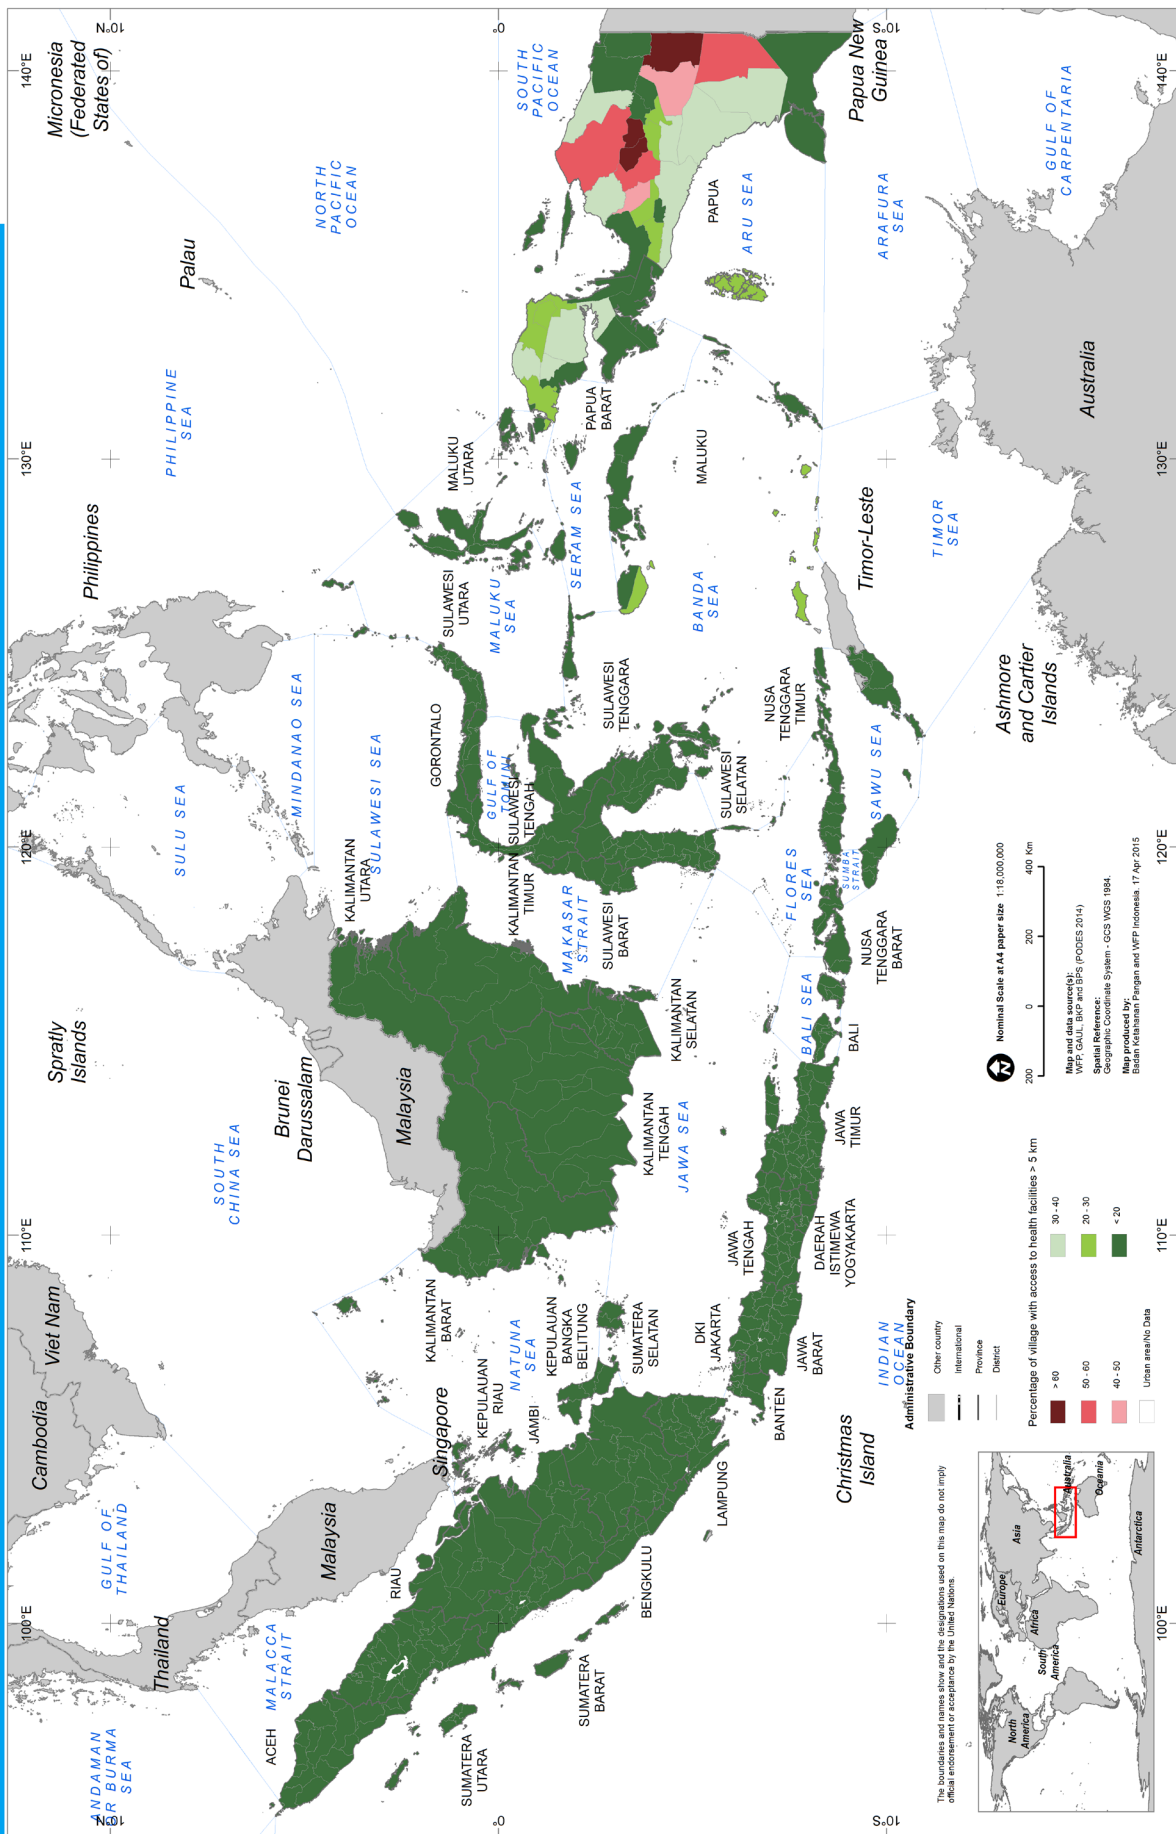 10°N
100°E
110°E
120°E
130°E
140°E
10°N
0°
0°
10°S
10°S
100°E
110°E
120°E
130°E
140°E
ANDAMAN
OR BURMA
SEA
Thailand
GULF OF
THAILAND
Cambodia
Viet Nam
Spratly
Islands
Philippines
Palau
Micronesia
(Federated
States of)
SULU SEA
PHILIPPINE
SEA
SOUTH
CHINA SEA
Brunei
Darussalam
Malaysia
Malaysia
MALACCA
STRAIT
MINDANAO SEA
SULAWESI SEA
NORTH
PACIFIC
OCEAN
SOUTH
PACIFIC
OCEAN
ACEH
RIAU
Singapore
KEPULAUAN
RIAU
JAMBI
NATUNA
SEA
KALIMANTAN
BARAT
KALIMANTAN
UTARA
GORONTALO
SULAWESI
UTARA
MALUKU
UTARA
MALUKU
SEA
GULF OF
TOMINI
SULAWESI
TENGAH
KALIMANTAN
TIMUR
MAKASAR
STRAIT
SULAWESI
BARAT
SERAM SEA
PAPUA
BARAT
SUMATERA
UTARA
SUMATERA
BARAT
BENGKULU
LAMPUNG
KEPULAUAN
BANGKA
BELITUNG
SUMATERA
SELATAN
KALIMANTAN
TENGAH
KALIMANTAN
SELATAN
SULAWESI
TENGGARA
SULAWESI
SELATAN
MALUKU
BANDA
SEA
PAPUA
ARU SEA
JAWA SEA
DKI
JAKARTA
BANTEN
JAWA
BARAT
JAWA
TENGAH
DAERAH
ISTIMEWA
YOGYAKARTA
JAWA
TIMUR
BALI SEA
BALI
FLORES
SEA
NUSA
TENGGARA
BARAT
SUMBA
STRAIT
NUSA
TENGGARA
TIMUR
SAWU SEA
Timor-Leste
TIMOR
SEA
ARAFURA
SEA
Papua New
Guinea
GULF OF
CARPENTARIA
Christmas
Island
INDIAN
OCEAN
Ashmore
and Cartier
Islands
Australia
The boundaries and names show and the designations used on this map do not imply
official endorsement or acceptance by the United Nations.
North
America
South
America
Europe
Africa
Asia
Australia
Oceania
Antarctica
Administrative Boundary
Other country
International
Province
District
Percentage of village with access to health facilities > 5 km
> 60
50 - 60
40 - 50
30 - 40
20 - 30
< 20
Urban area/No Data
Nominal Scale at A4 paper size 1:18,000,000
200
0
200
400
Km
Map and data source(s):
WFP, GAUL, BKP and BPS (PODES 2014)
Spatial Reference:
Geographic Coordinate System - GCS WGS 1984.
Map produced by:
Badan Ketahanan Pangan and WFP Indonesia, 17 Apr 2015